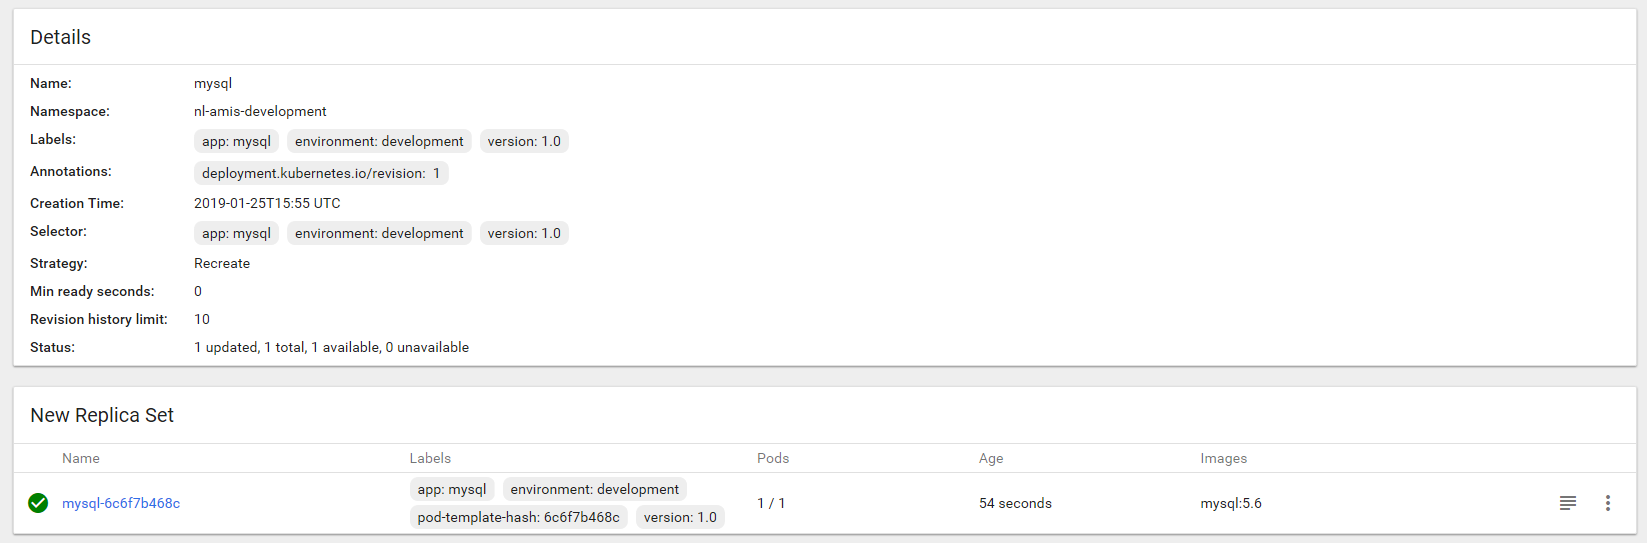 Details
Name: mysql
Namespace: nl-amis-development
Labels: app: mysql environment: development version: 1.0
Annotations: deployment.kubernetes.io/revision: 1
Creation Time: 2019-01-25T15:55 UTC
Selector: app: mysql environment: development version: 1.0
Strategy: Recreate
Min ready seconds: 0
Revision history limit: 10
Status: 1 updated, 1 total, 1 available, 0 unavailable
New Replica Set
Name Labels Pods Age Images
app: mysql environment: development
mysql-6c6f7b468c 1 / 1 54 seconds mysql:5.6
pod-template-hash: 6c6f7b468c version: 1.0